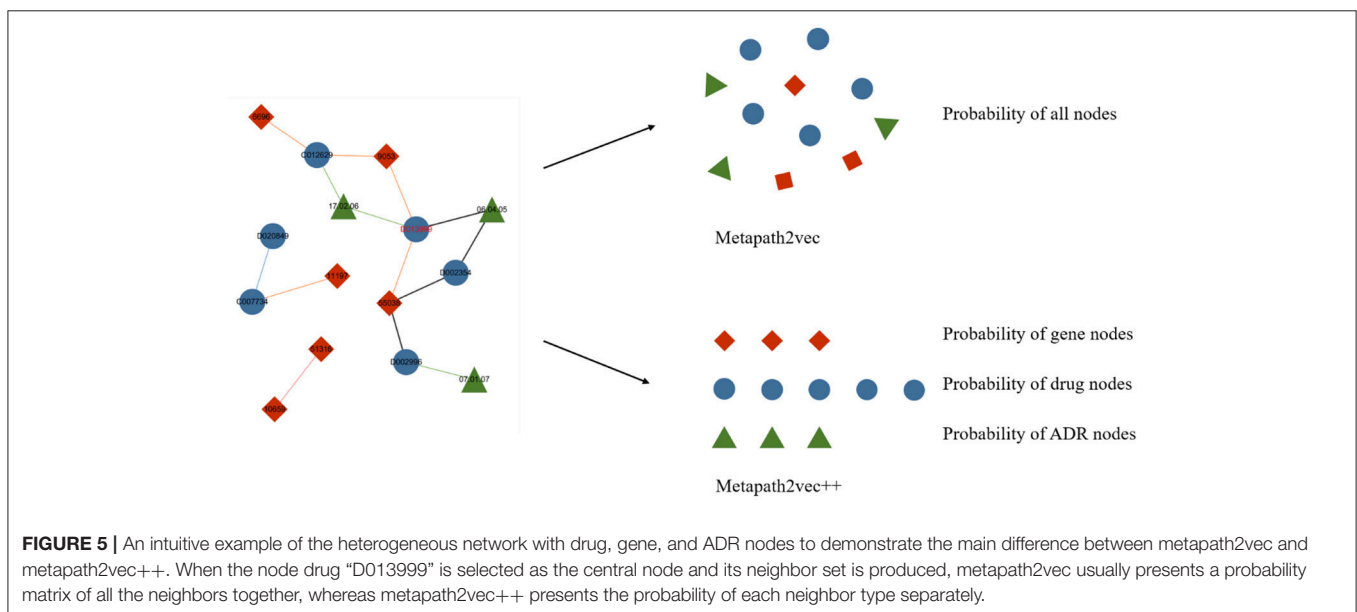 6696
C012629
9053
17.02.06
06.04.05
D013999
D020849
D002354
11197
C007734
55038
51316
D002996
07.01.07
10659
Probability of all nodes
Metapath2vec
Probability of gene nodes
Probability of drug nodes
Probability of ADR nodes
Metapath2vec++
FIGURE 5 | An intuitive example of the heterogeneous network with drug, gene, and ADR nodes to demonstrate the main difference between metapath2vec and
metapath2vec++. When the node drug “D013999” is selected as the central node and its neighbor set is produced, metapath2vec usually presents a probability
matrix of all the neighbors together, whereas metapath2vec++ presents the probability of each neighbor type separately.